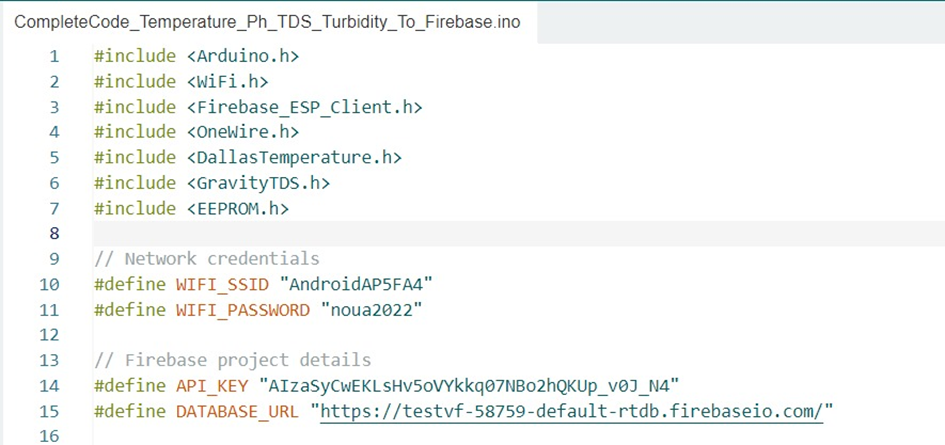 CompleteCode_Temperature_Ph_TDS_Turbidity_To_Firebase.ino
1 #include <Arduino.h>
2 #include <WiFi.h>
3 #include <Firebase_ESP_Client.h>
4 #include <OneWire.h>
5 #include <DallasTemperature.h>
6 #include <GravityTDS.h>
7 #include <EEPROM.h>
8
9 // Network credentials
10 #define WIFI_SSID "AndroidAP5FA4"
11 #define WIFI_PASSWORD "noua2022"
12
13 // Firebase project details
14 #define API_KEY "AIzaSyCwEKLsHv5oVYkkq07NBo2hQKUp_v0J_N4"
15 #define DATABASE_URL "https://testvf-58759-default-rtdb.firebaseio.com/"
16